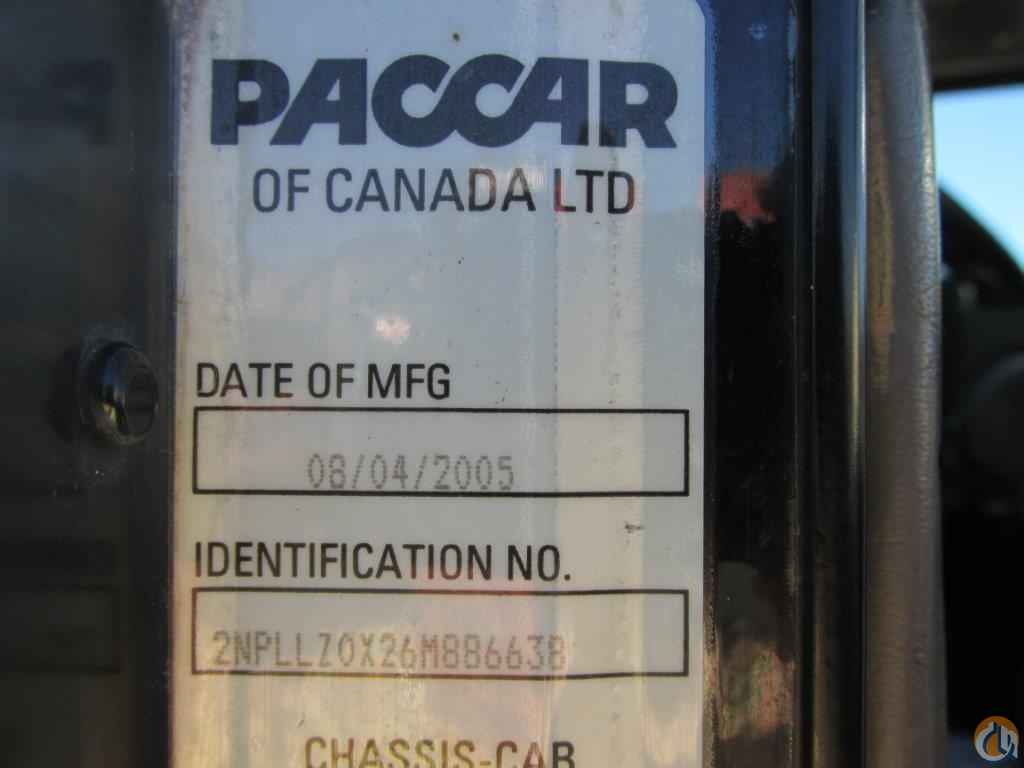 PACCAR
OF CANADA LTD
DATE OF MFG
08/04/2005
IDENTIFICATION NO.
2NPLLZ0X26M886638
CHASSIS-CAB